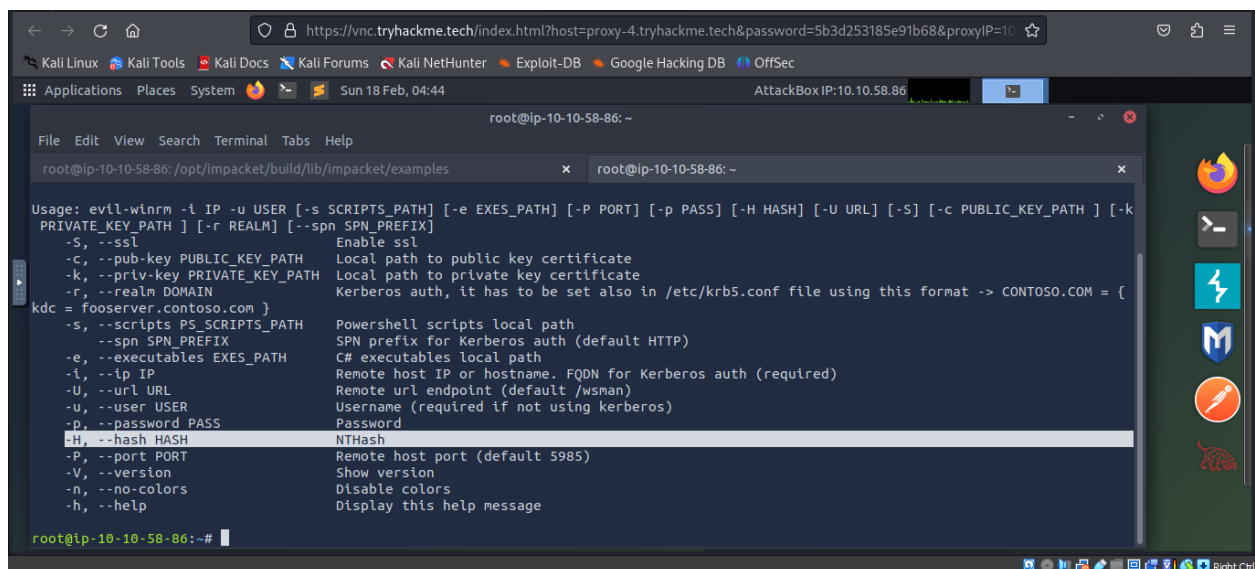 https://vnc.tryhackme.tech/index.html?host=proxy-4.tryhackme.tech&password=5b3d253185e91b68&proxyIP=10
Kali Linux Kali Tools Kali Docs Kali Forums Kali NetHunter Exploit-DB Google Hacking DB OffSec
Applications Places System Sun 18 Feb, 04:44 AttackBox IP:10.10.58.86
root@ip-10-10-58-86: ~
File Edit View Search Terminal Tabs Help
root@ip-10-10-58-86: /opt/impacket/build/lib/impacket/examples × root@ip-10-10-58-86: ~ ×
Usage: evil-winrm -i IP -u USER [-s SCRIPTS_PATH] [-e EXES_PATH] [-P PORT] [-p PASS] [-H HASH] [-U URL] [-S] [-c PUBLIC_KEY_PATH ] [-k
PRIVATE_KEY_PATH ] [-r REALM] [--spn SPN_PREFIX]
-S, --ssl Enable ssl
-c, --pub-key PUBLIC_KEY_PATH Local path to public key certificate
-k, --priv-key PRIVATE_KEY_PATH Local path to private key certificate
-r, --realm DOMAIN Kerberos auth, it has to be set also in /etc/krb5.conf file using this format -> CONTOSO.COM = {
kdc = fooserver.contoso.com }
-s, --scripts PS_SCRIPTS_PATH Powershell scripts local path
--spn SPN_PREFIX SPN prefix for Kerberos auth (default HTTP)
-e, --executables EXES_PATH C# executables local path
-i, --ip IP Remote host IP or hostname. FQDN for Kerberos auth (required)
-U, --url URL Remote url endpoint (default /wsman)
-u, --user USER Username (required if not using kerberos)
-p, --password PASS Password
-H, --hash HASH NTHash
-P, --port PORT Remote host port (default 5985)
-V, --version Show version
-n, --no-colors Disable colors
-h, --help Display this help message
root@ip-10-10-58-86:~#
Right Ctrl